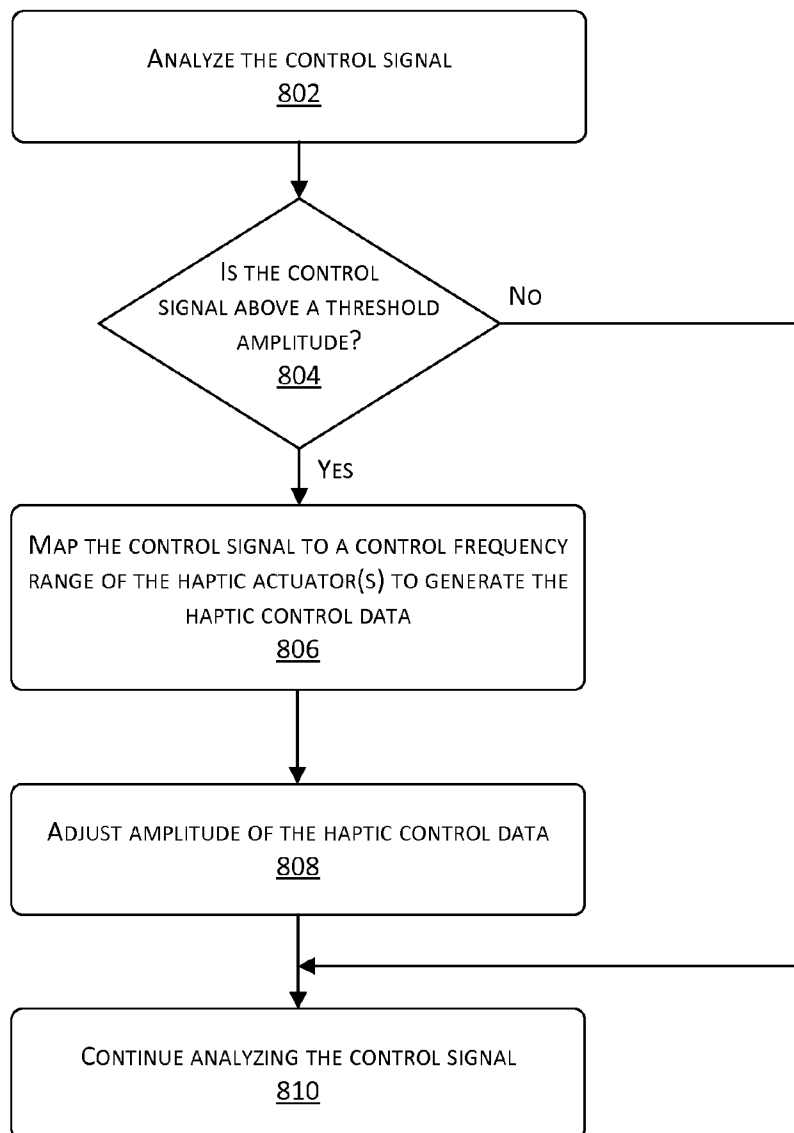 ANALYZE THE CONTROL SIGNAL
802
IS THE CONTROL
SIGNAL ABOVE A THRESHOLD
AMPLITUDE?
804
NO
YES
MAP THE CONTROL SIGNAL TO A CONTROL FREQUENCY
RANGE OF THE HAPTIC ACTUATOR(S) TO GENERATE THE
HAPTIC CONTROL DATA
806
ADJUST AMPLITUDE OF THE HAPTIC CONTROL DATA
808
CONTINUE ANALYZING THE CONTROL SIGNAL
810